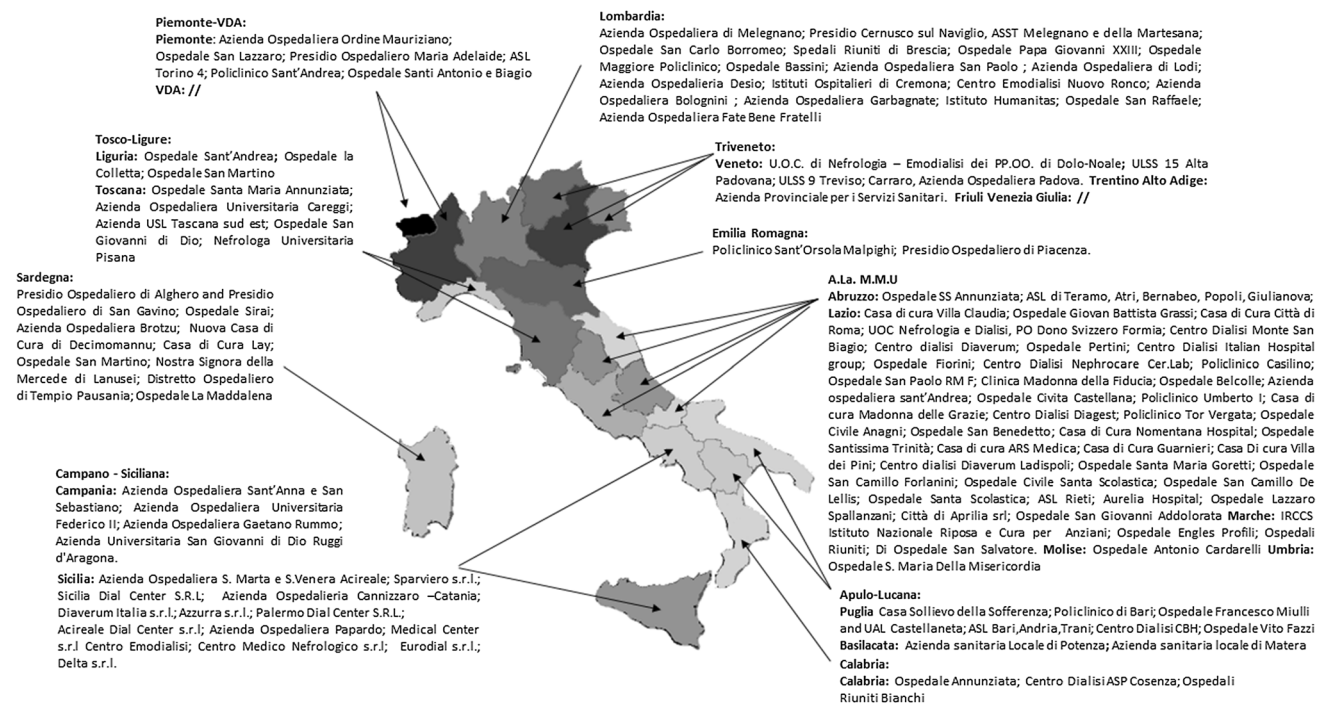 Piemonte-VDA:
Piemonte: Azienda Ospedaliera Ordine Mauriziano;
Ospedale San Lazzaro; Presidio Ospedaliero Maria Adelaide; ASL
Torino 4; Policlinico Sant'Andrea; Ospedale Santi Antonio e Biagio
VDA: //
Lombardia:
Azienda Ospedaliera di Melegnano; Presidio Cernusco sul Naviglio, ASST Melegnano e della Martesana;
Ospedale San Carlo Borromeo; Spedali Riuniti di Brescia; Ospedale Papa Giovanni XXIII; Ospedale
Maggiore Policlinico; Ospedale Bassini; Azienda Ospedaliera San Paolo ; Azienda Ospedaliera di Lodi;
Azienda Ospedalieria Desio; Istituti Ospitalieri di Cremona; Centro Emodialisi Nuovo Ronco; Azienda
Ospedaliera Bolognini ; Azienda Ospedaliera Garbagnate; Istituto Humanitas; Ospedale San Raffaele;
Azienda Ospedaliera Fate Bene Fratelli
Tosco-Ligure:
Liguria: Ospedale Sant'Andrea; Ospedale la
Colletta; Ospedale San Martino
Toscana: Ospedale Santa Maria Annunziata;
Azienda Ospedaliera Universitaria Careggi;
Azienda USL Tascana sud est; Ospedale San
Giovanni di Dio; Nefrologa Universitaria
Pisana
Triveneto:
Veneto: U.O.C. di Nefrologia – Emodialisi dei PP.OO. di Dolo-Noale; ULSS 15 Alta
Padovana; ULSS 9 Treviso; Carraro, Azienda Ospedaliera Padova. Trentino Alto Adige:
Azienda Provinciale per i Servizi Sanitari. Friuli Venezia Giulia: //
Emilia Romagna:
Policlinico Sant'Orsola Malpighi; Presidio Ospedaliero di Piacenza.
Sardegna:
Presidio Ospedaliero di Alghero and Presidio
Ospedaliero di San Gavino; Ospedale Sirai;
Azienda Ospedaliera Brotzu; Nuova Casa di
Cura di Decimomannu; Casa di Cura Lay;
Ospedale San Martino; Nostra Signora della
Mercede di Lanusei; Distretto Ospedaliero
di Tempio Pausania; Ospedale La Maddalena
A.La. M.M.U
Abruzzo: Ospedale SS Annunziata; ASL di Teramo, Atri, Bernabeo, Popoli, Giulianova;
Lazio: Casa di cura Villa Claudia; Ospedale Giovan Battista Grassi; Casa di Cura Città di
Roma; UOC Nefrologia e Dialisi, PO Dono Svizzero Formia; Centro Dialisi Monte San
Biagio; Centro dialisi Diaverum; Ospedale Pertini; Centro Dialisi Italian Hospital
group; Ospedale Fiorini; Centro Dialisi Nephrocare Cer.Lab; Policlinico Casilino;
Ospedale San Paolo RM F; Clinica Madonna della Fiducia; Ospedale Belcolle; Azienda
ospedaliera sant'Andrea; Ospedale Civita Castellana; Policlinico Umberto I; Casa di
cura Madonna delle Grazie; Centro Dialisi Diagest; Policlinico Tor Vergata; Ospedale
Civile Anagni; Ospedale San Benedetto; Casa di Cura Nomentana Hospital; Ospedale
Santissima Trinità; Casa di cura ARS Medica; Casa di Cura Guarnieri; Casa Di cura Villa
dei Pini; Centro dialisi Diaverum Ladispoli; Ospedale Santa Maria Goretti; Ospedale
San Camillo Forlanini; Ospedale Civile Santa Scolastica; Ospedale San Camillo De
Lellis; Ospedale Santa Scolastica; ASL Rieti; Aurelia Hospital; Ospedale Lazzaro
Spallanzani; Città di Aprilia srl; Ospedale San Giovanni Addolorata Marche: IRCCS
Istituto Nazionale Riposa e Cura per Anziani; Ospedale Engles Profili; Ospedali
Riuniti; Di Ospedale San Salvatore. Molise: Ospedale Antonio Cardarelli Umbria:
Ospedale S. Maria Della Misericordia
Campano - Siciliana:
Campania: Azienda Ospedaliera Sant'Anna e San
Sebastiano; Azienda Ospedaliera Universitaria
Federico II; Azienda Ospedaliera Gaetano Rummo;
Azienda Universitaria San Giovanni di Dio Ruggi
d'Aragona.
Sicilia: Azienda Ospedaliera S. Marta e S.Venera Acireale; Sparviero s.r.l.;
Sicilia Dial Center S.R.L; Azienda Ospedalieria Cannizzaro –Catania;
Diaverum Italia s.r.l.; Azzurra s.r.l.; Palermo Dial Center S.R.L.;
Acireale Dial Center s.r.l; Azienda Ospedaliera Papardo; Medical Center
s.r.l Centro Emodialisi; Centro Medico Nefrologico s.r.l; Eurodial s.r.l.;
Delta s.r.l.
Apulo-Lucana:
Puglia Casa Sollievo della Sofferenza; Policlinico di Bari; Ospedale Francesco Miulli
and UAL Castellaneta; ASL Bari,Andria,Trani; Centro Dialisi CBH; Ospedale Vito Fazzi
Basilacata: Azienda sanitaria Locale di Potenza; Azienda sanitaria locale di Matera
Calabria:
Calabria: Ospedale Annunziata; Centro Dialisi ASP Cosenza; Ospedali
Riuniti Bianchi